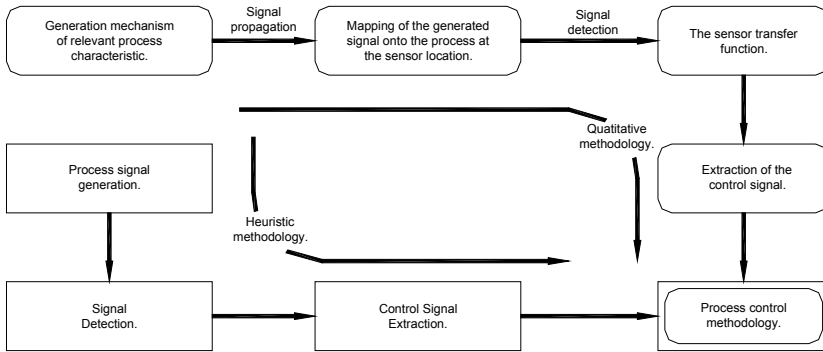 Generation mechanism
of relevant process
characteristic.
Signal
propagation
Mapping of the generated
signal onto the process at
the sensor location.
Signal
detection
The sensor transfer
function.
Quatitative
methodology.
Process signal
generation.
Extraction of the
control signal.
Heuristic
methodology.
Signal
Detection.
Control Signal
Extraction.
Process control
methodology.